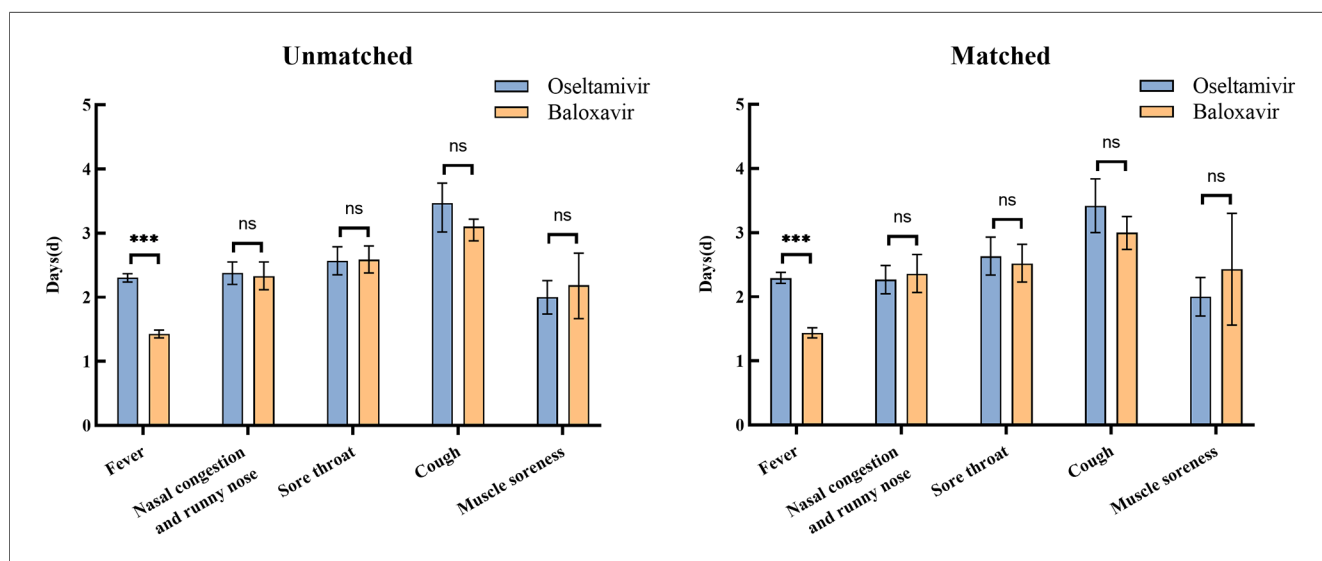 Unmatched
Oseltamivir
Baloxavir
Days(d)
5
4
3
2
1
0
***
ns
ns
ns
ns
Fever
Nasal congestion
and runny nose
Sore throat
Cough
Muscle soreness
Matched
Oseltamivir
Baloxavir
Days(d)
5
4
3
2
1
0
***
ns
ns
ns
ns
Fever
Nasal congestion
and runny nose
Sore throat
Cough
Muscle soreness